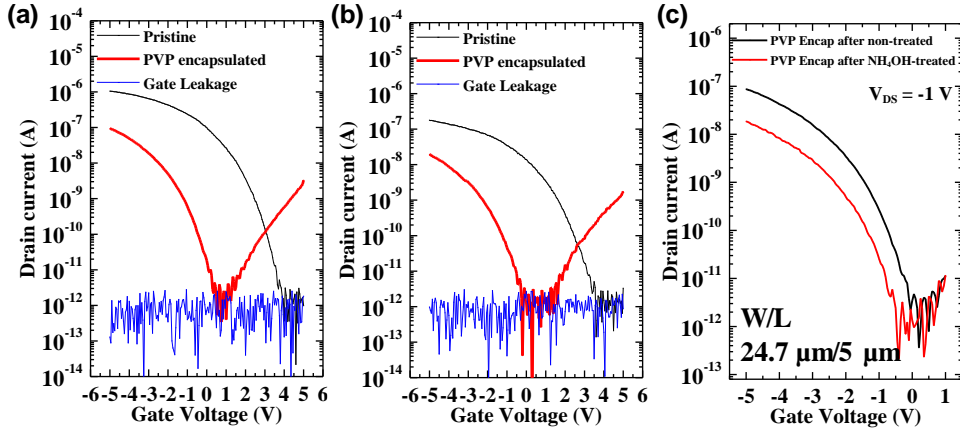 (a)
10^-4
10^-5
10^-6
10^-7
10^-8
10^-9
10^-10
10^-11
10^-12
10^-13
10^-14
Drain current (A)
Pristine
PVP encapsulated
Gate Leakage
-6 -5 -4 -3 -2 -1 0 1 2 3 4 5 6
Gate Voltage (V)
(b)
10^-4
10^-5
10^-6
10^-7
10^-8
10^-9
10^-10
10^-11
10^-12
10^-13
10^-14
Drain current (A)
Pristine
PVP encapsulated
Gate Leakage
-6 -5 -4 -3 -2 -1 0 1 2 3 4 5 6
Gate Voltage (V)
(c)
10^-6
10^-7
10^-8
10^-9
10^-10
10^-11
10^-12
10^-13
Drain current (A)
PVP Encap after non-treated
PVP Encap after NH₄OH-treated
V_DS = -1 V
W/L
24.7 μm/5 μm
-5 -4 -3 -2 -1 0 1
Gate Voltage (V)